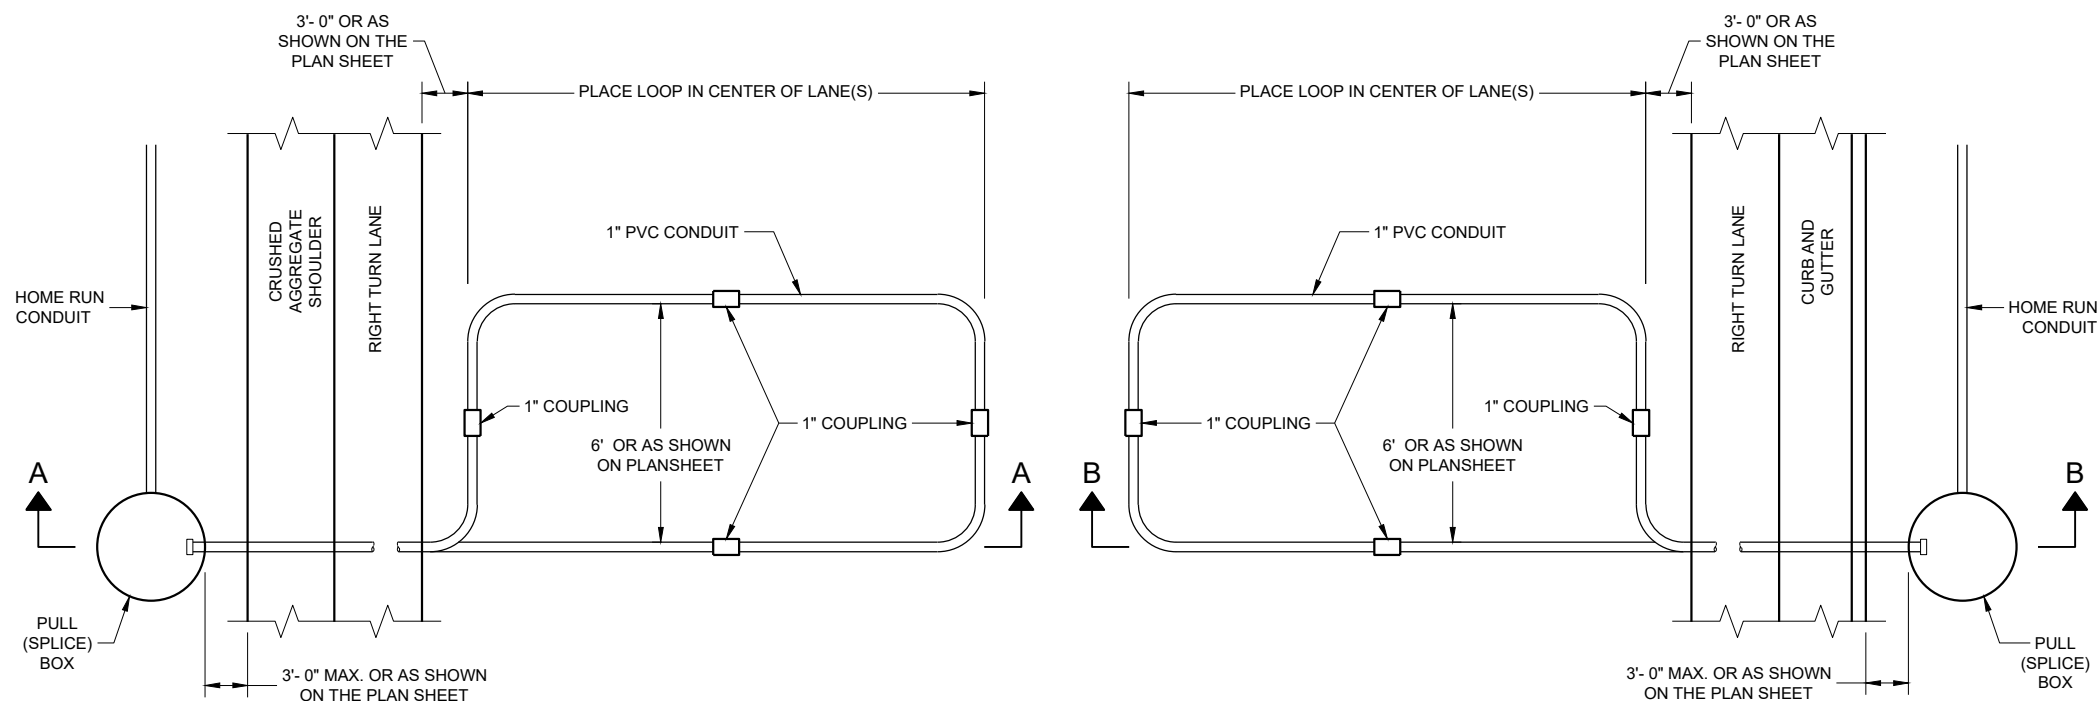 3'- 0" OR AS
SHOWN ON THE
PLAN SHEET
PLACE LOOP IN CENTER OF LANE(S)
CRUSHED
AGGREGATE
SHOULDER
RIGHT TURN LANE
1" PVC CONDUIT
HOME RUN
CONDUIT
1" COUPLING
1" COUPLING
6' OR AS SHOWN
ON PLANSHEET
A
A
PULL
(SPLICE)
BOX
3'- 0" MAX. OR AS SHOWN
ON THE PLAN SHEET
3'- 0" OR AS
SHOWN ON THE
PLAN SHEET
PLACE LOOP IN CENTER OF LANE(S)
1" PVC CONDUIT
RIGHT TURN LANE
CURB AND
GUTTER
HOME RUN
CONDUIT
1" COUPLING
1" COUPLING
6' OR AS SHOWN
ON PLANSHEET
B
B
PULL
(SPLICE)
BOX
3'- 0" MAX. OR AS SHOWN
ON THE PLAN SHEET